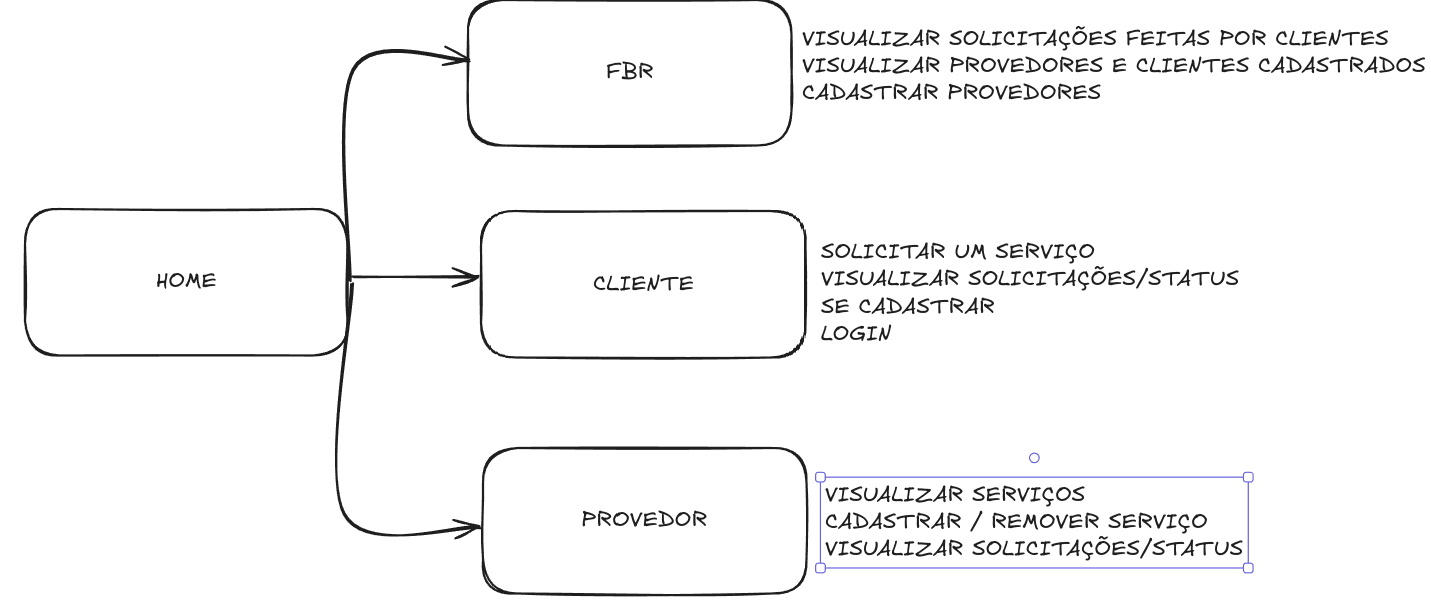 FBR
VISUALIZAR SOLICITAÇÕES FEITAS POR CLIENTES
VISUALIZAR PROVEDORES E CLIENTES CADASTRADOS
CADASTRAR PROVEDORES
HOME
CLIENTE
SOLICITAR UM SERVIÇO
VISUALIZAR SOLICITAÇÕES/STATUS
SE CADASTRAR
LOGIN
PROVEDOR
VISUALIZAR SERVIÇOS
CADASTRAR / REMOVER SERVIÇO
VISUALIZAR SOLICITAÇÕES/STATUS